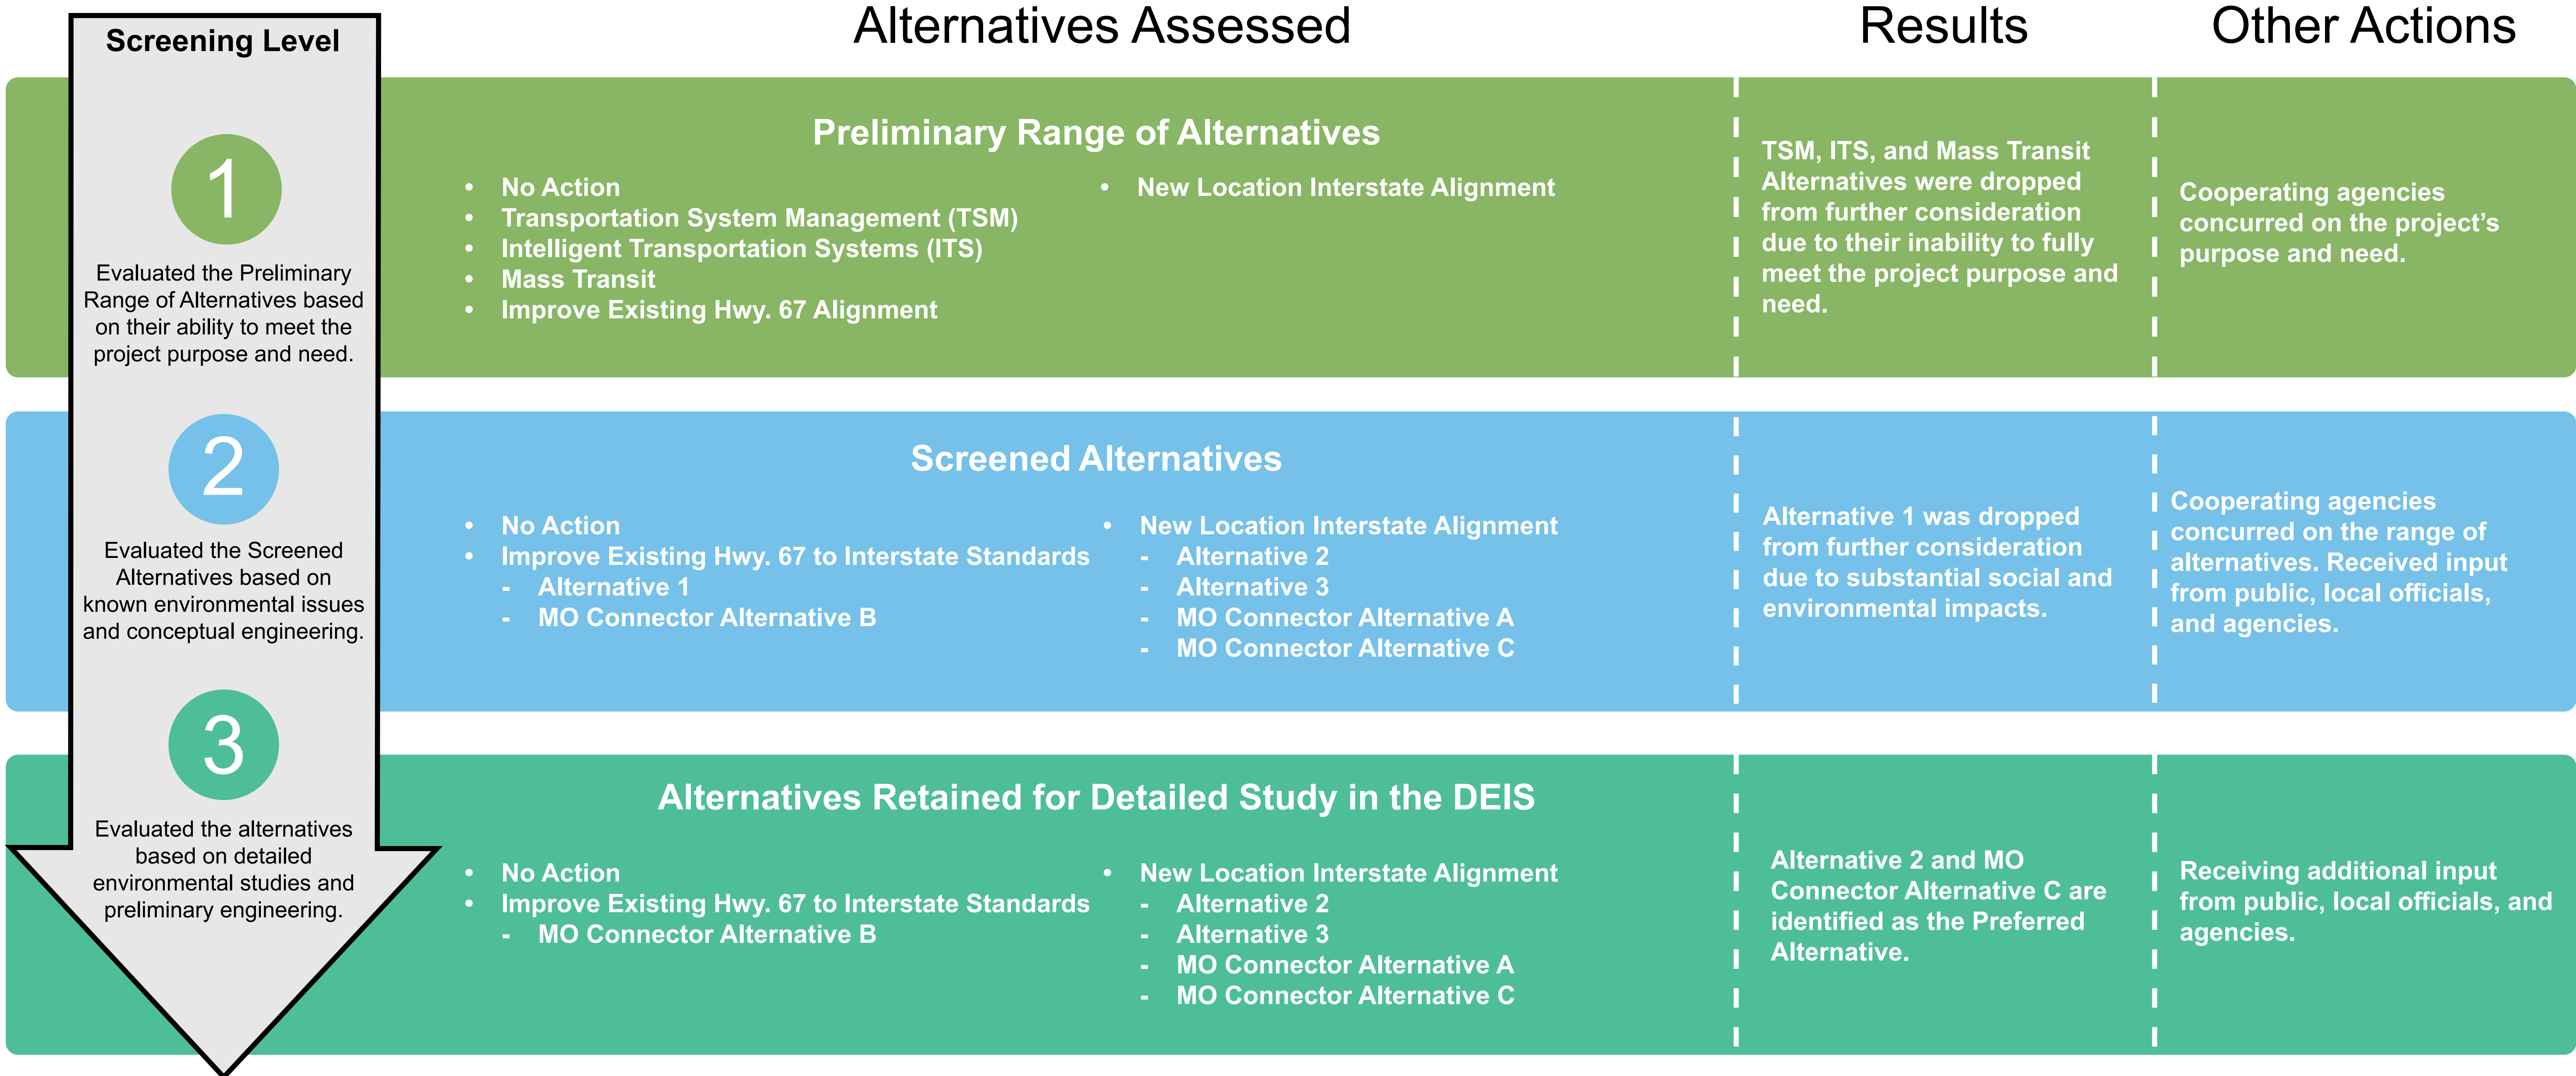 Screening Level
Alternatives Assessed
Results
Other Actions
1
Evaluated the Preliminary
Range of Alternatives based
on their ability to meet the
project purpose and need.
Preliminary Range of Alternatives
• No Action
• Transportation System Management (TSM)
• Intelligent Transportation Systems (ITS)
• Mass Transit
• Improve Existing Hwy. 67 Alignment
• New Location Interstate Alignment
TSM, ITS, and Mass Transit
Alternatives were dropped
from further consideration
due to their inability to fully
meet the project purpose and
need.
Cooperating agencies
concurred on the project’s
purpose and need.
2
Evaluated the Screened
Alternatives based on
known environmental issues
and conceptual engineering.
Screened Alternatives
• No Action
• Improve Existing Hwy. 67 to Interstate Standards
- Alternative 1
- MO Connector Alternative B
• New Location Interstate Alignment
- Alternative 2
- Alternative 3
- MO Connector Alternative A
- MO Connector Alternative C
Alternative 1 was dropped
from further consideration
due to substantial social and
environmental impacts.
Cooperating agencies
concurred on the range of
alternatives. Received input
from public, local officials,
and agencies.
3
Evaluated the alternatives
based on detailed
environmental studies and
preliminary engineering.
Alternatives Retained for Detailed Study in the DEIS
• No Action
• Improve Existing Hwy. 67 to Interstate Standards
- MO Connector Alternative B
• New Location Interstate Alignment
- Alternative 2
- Alternative 3
- MO Connector Alternative A
- MO Connector Alternative C
Alternative 2 and MO
Connector Alternative C are
identified as the Preferred
Alternative.
Receiving additional input
from public, local officials, and
agencies.